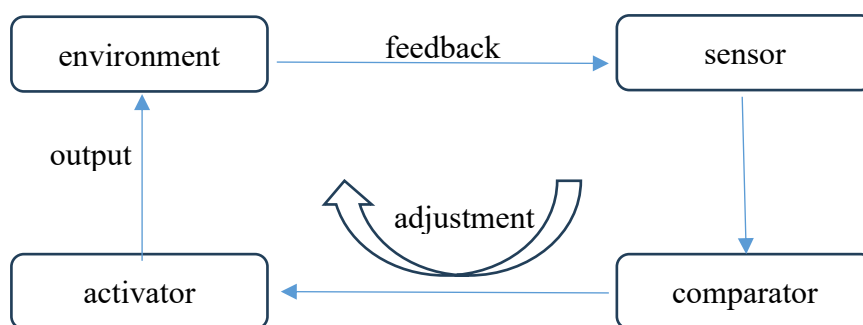 environment
feedback
sensor
output
adjustment
activator
comparator